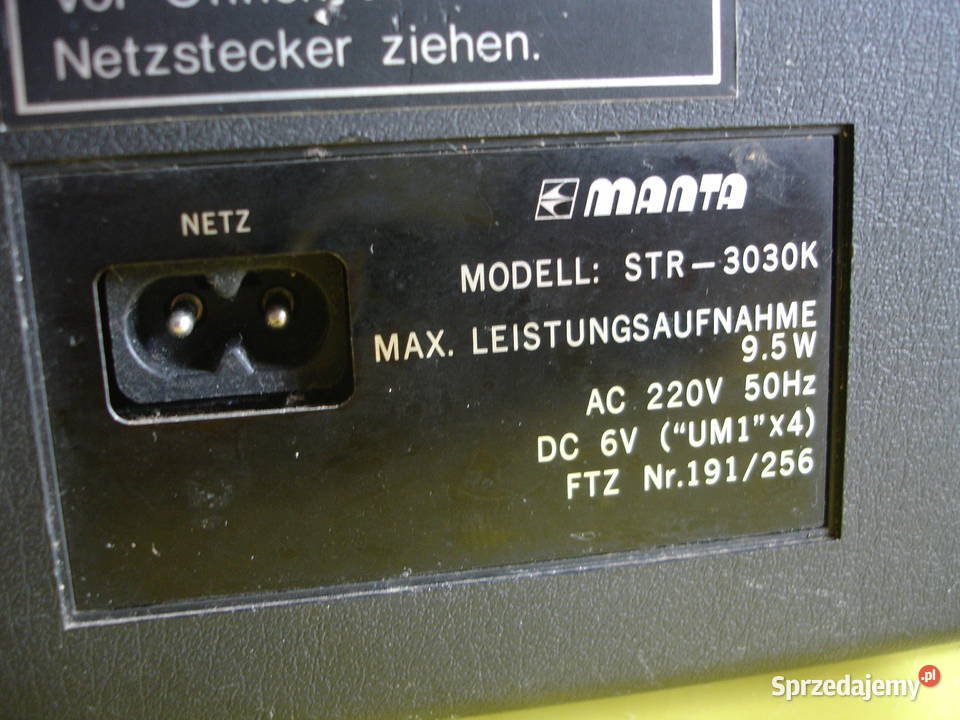 Netzstecker ziehen.
NETZ
MANTA
MODELL: STR-3030K
MAX. LEISTUNGSAUFNAHME
9.5W
AC 220V 50Hz
DC 6V ("UM1"X4)
FTZ Nr.191/256
Sprzedajemy.pl